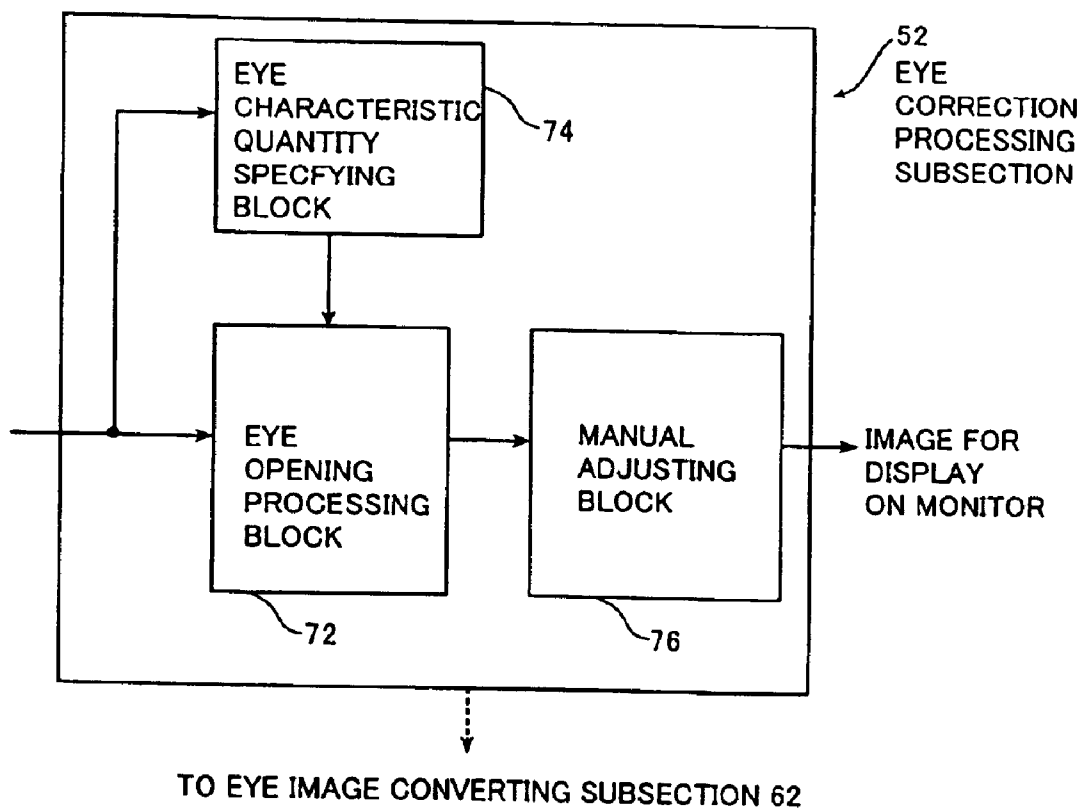 52
EYE
CORRECTION
PROCESSING
SUBSECTION
EYE
CHARACTERISTIC
QUANTITY
SPECFYING
BLOCK
74
EYE
OPENING
PROCESSING
BLOCK
72
MANUAL
ADJUSTING
BLOCK
76
IMAGE FOR
DISPLAY
ON MONITOR
TO EYE IMAGE CONVERTING SUBSECTION 62